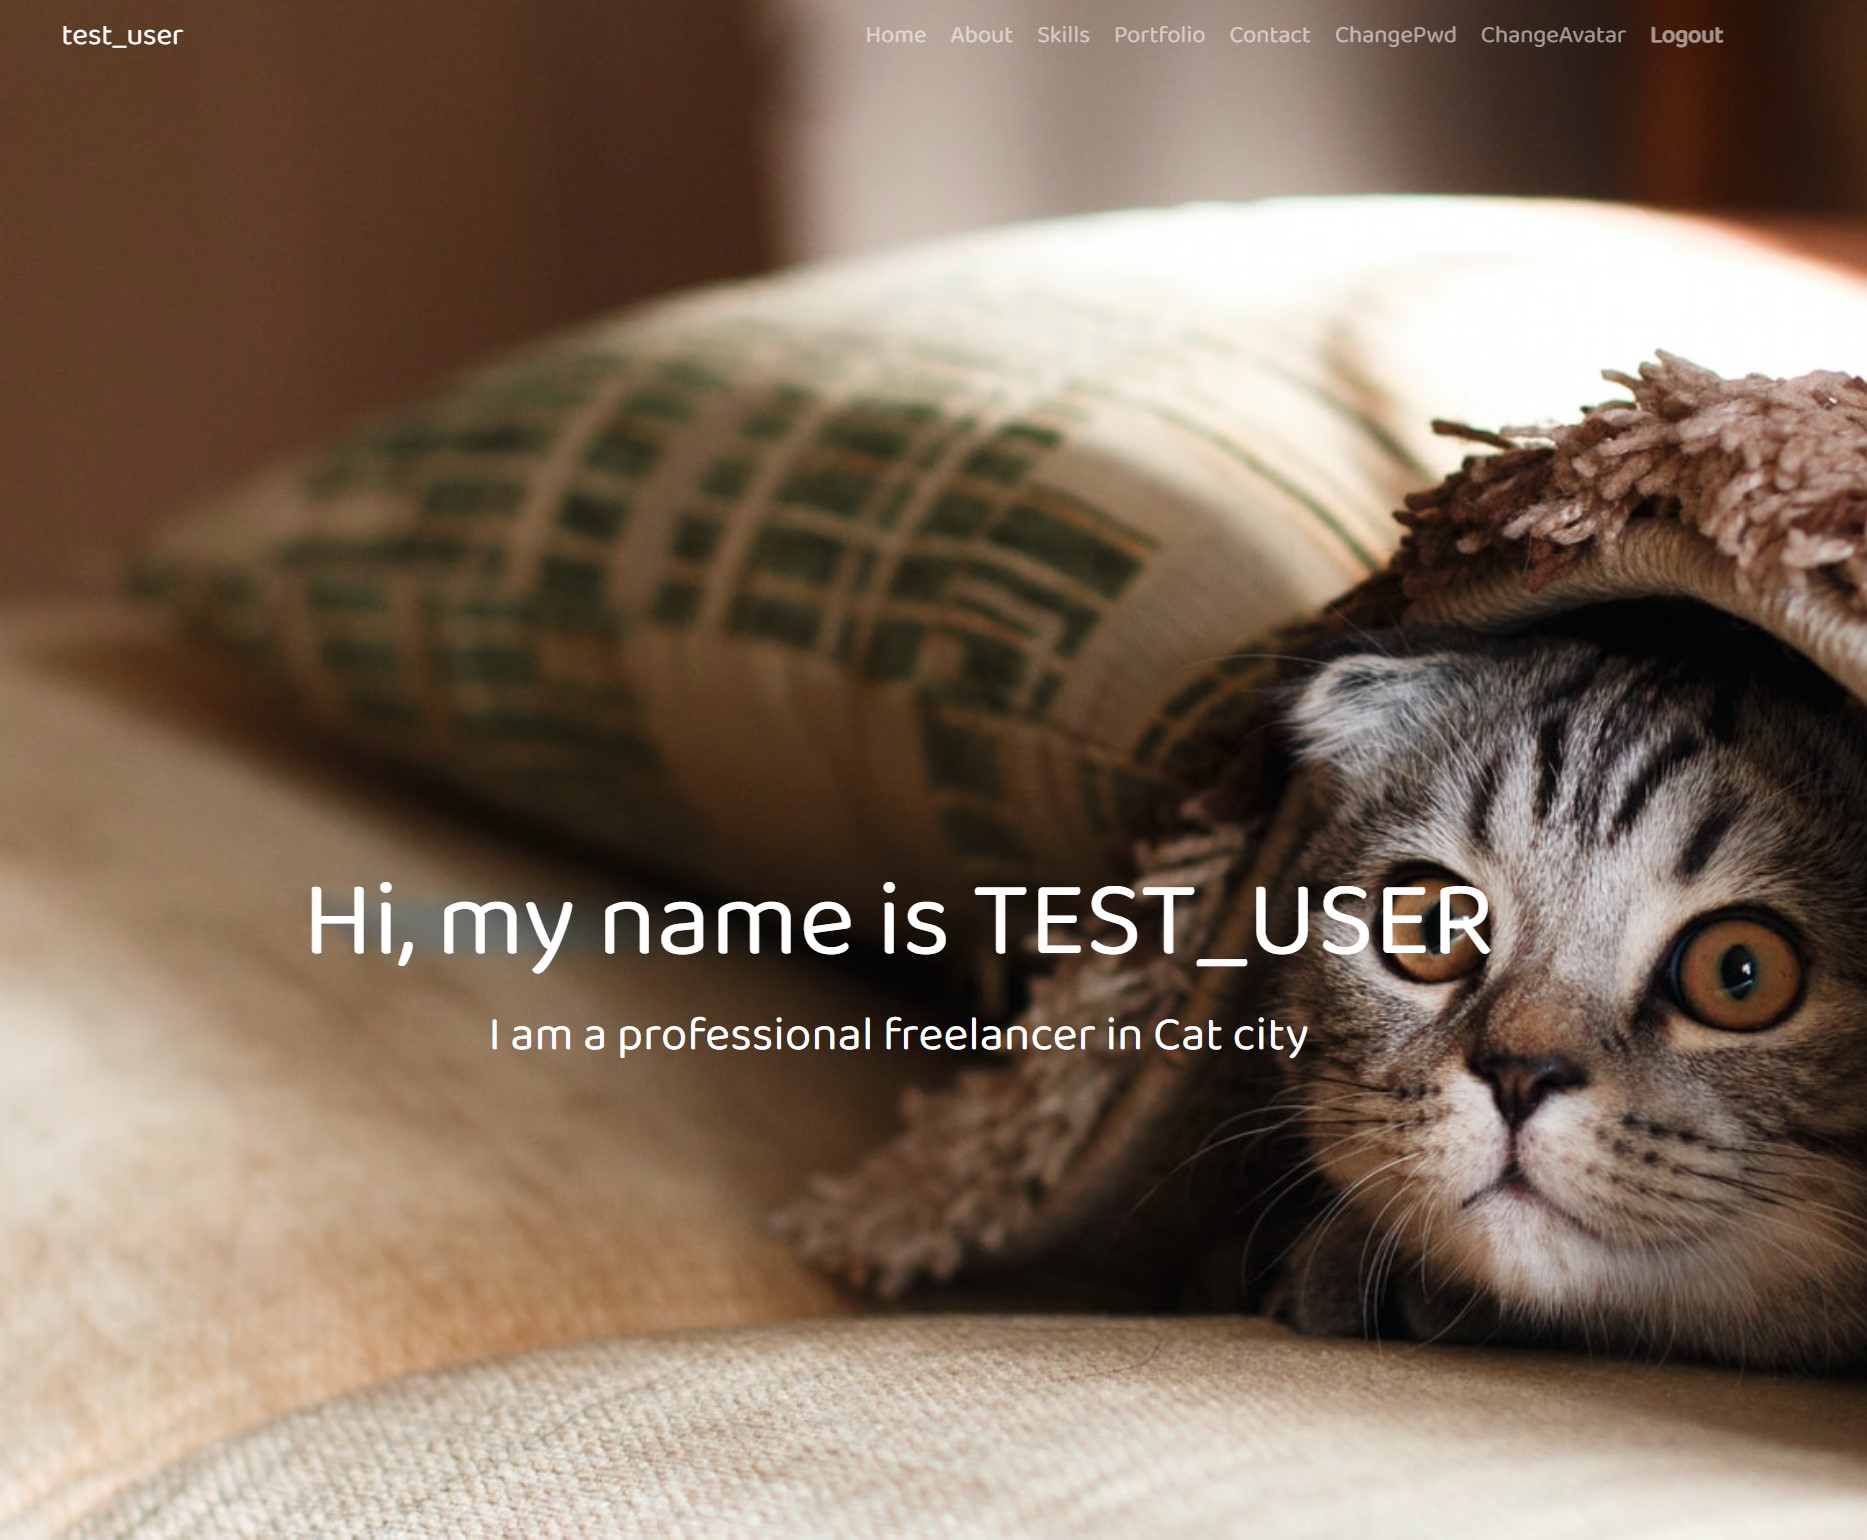 test_user
Home About Skills Portfolio Contact ChangePwd ChangeAvatar Logout
Hi, my name is TEST_USER
I am a professional freelancer in Cat city